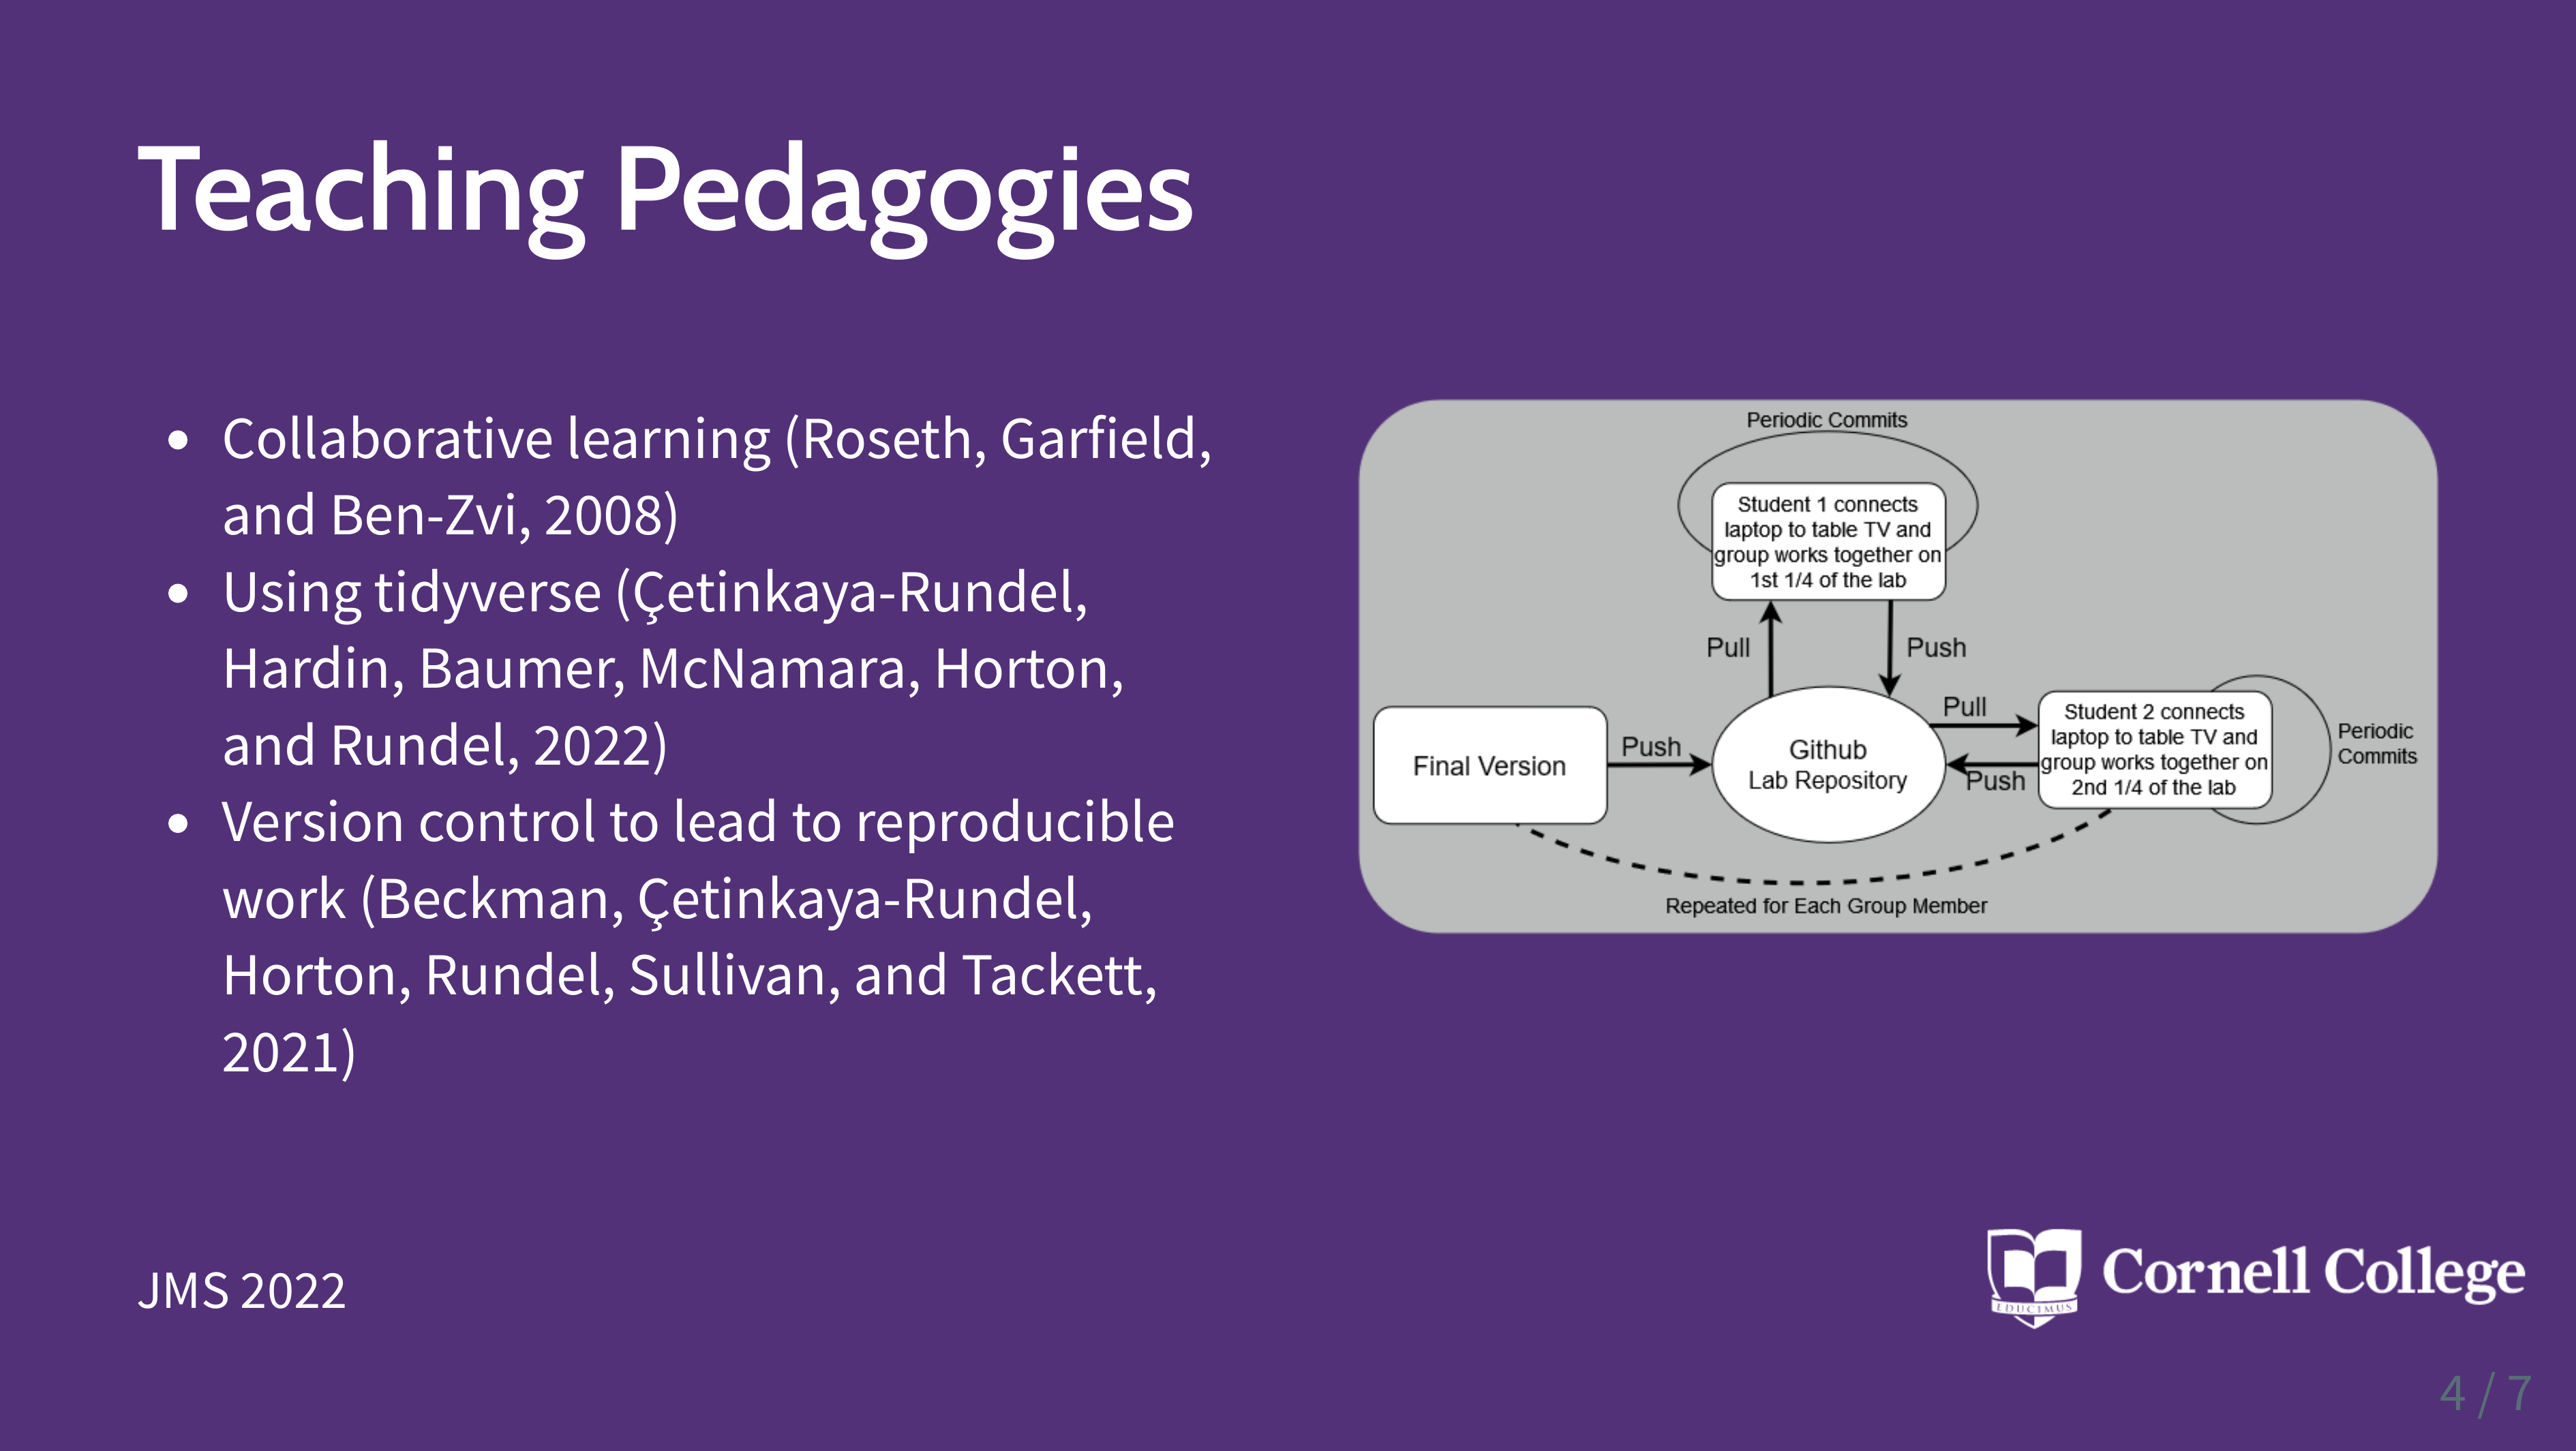 Teaching Pedagogies
• Collaborative learning (Roseth, Garfield,
and Ben-Zvi, 2008)
• Using tidyverse (Çetinkaya-Rundel,
Hardin, Baumer, McNamara, Horton,
and Rundel, 2022)
• Version control to lead to reproducible
work (Beckman, Çetinkaya-Rundel,
Horton, Rundel, Sullivan, and Tackett,
2021)
Periodic Commits
Student 1 connects
laptop to table TV and
group works together on
1st 1/4 of the lab
Pull
Push
Final Version
Push
Github
Lab Repository
Pull
Push
Student 2 connects
laptop to table TV and
group works together on
2nd 1/4 of the lab
Periodic
Commits
Repeated for Each Group Member
JMS 2022
EDUCIMUS
Cornell College
4 / 7